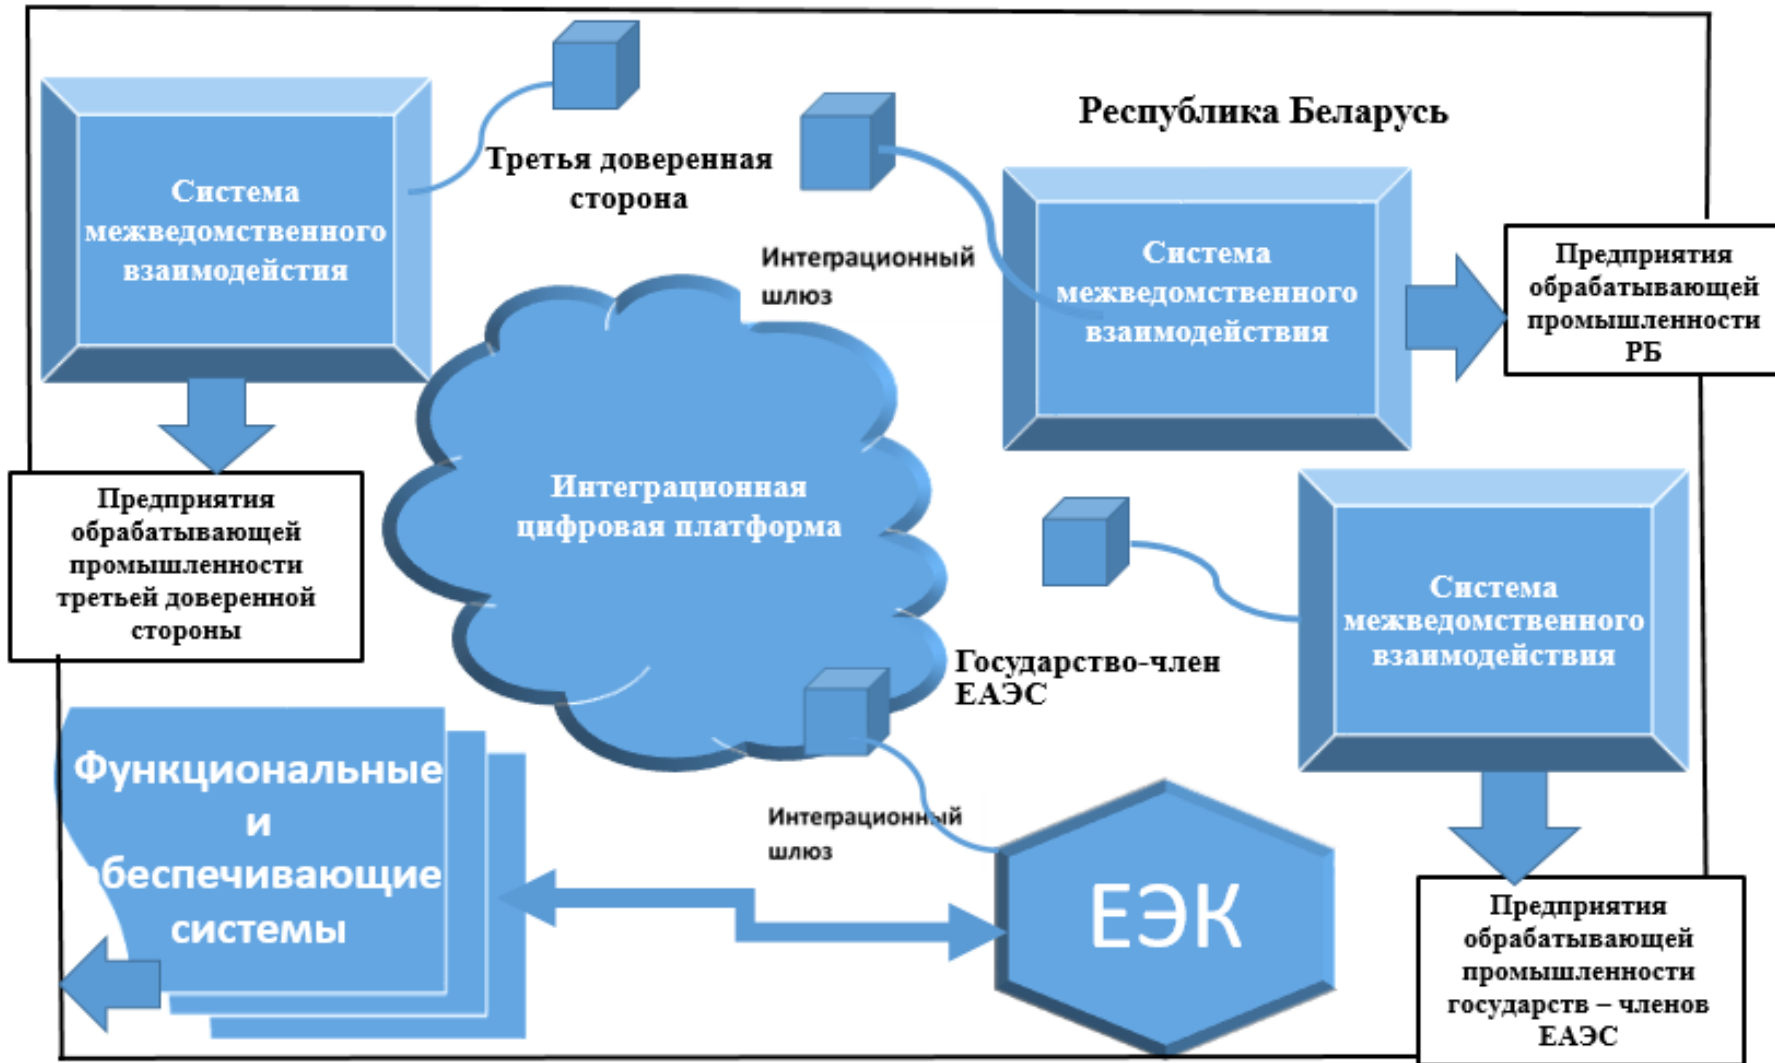 Система
межведомственного
взаимодестия
Третья доверенная
сторона
Республика Беларусь
Интеграционный
шлюз
Система
межведомственного
взаимодействия
Предприятия
обрабатывающей
промышленности
РБ
Интеграционная
цифровая платформа
Предприятия
обрабатывающей
промышленности
третьей доверенной
стороны
Система
межведомственного
взаимодействия
Государство-член
ЕАЭС
Функциональные
и
обеспечивающие
системы
Интеграционный
шлюз
ЕЭК
Предприятия
обрабатывающей
промышленности
государств – членов
ЕАЭС